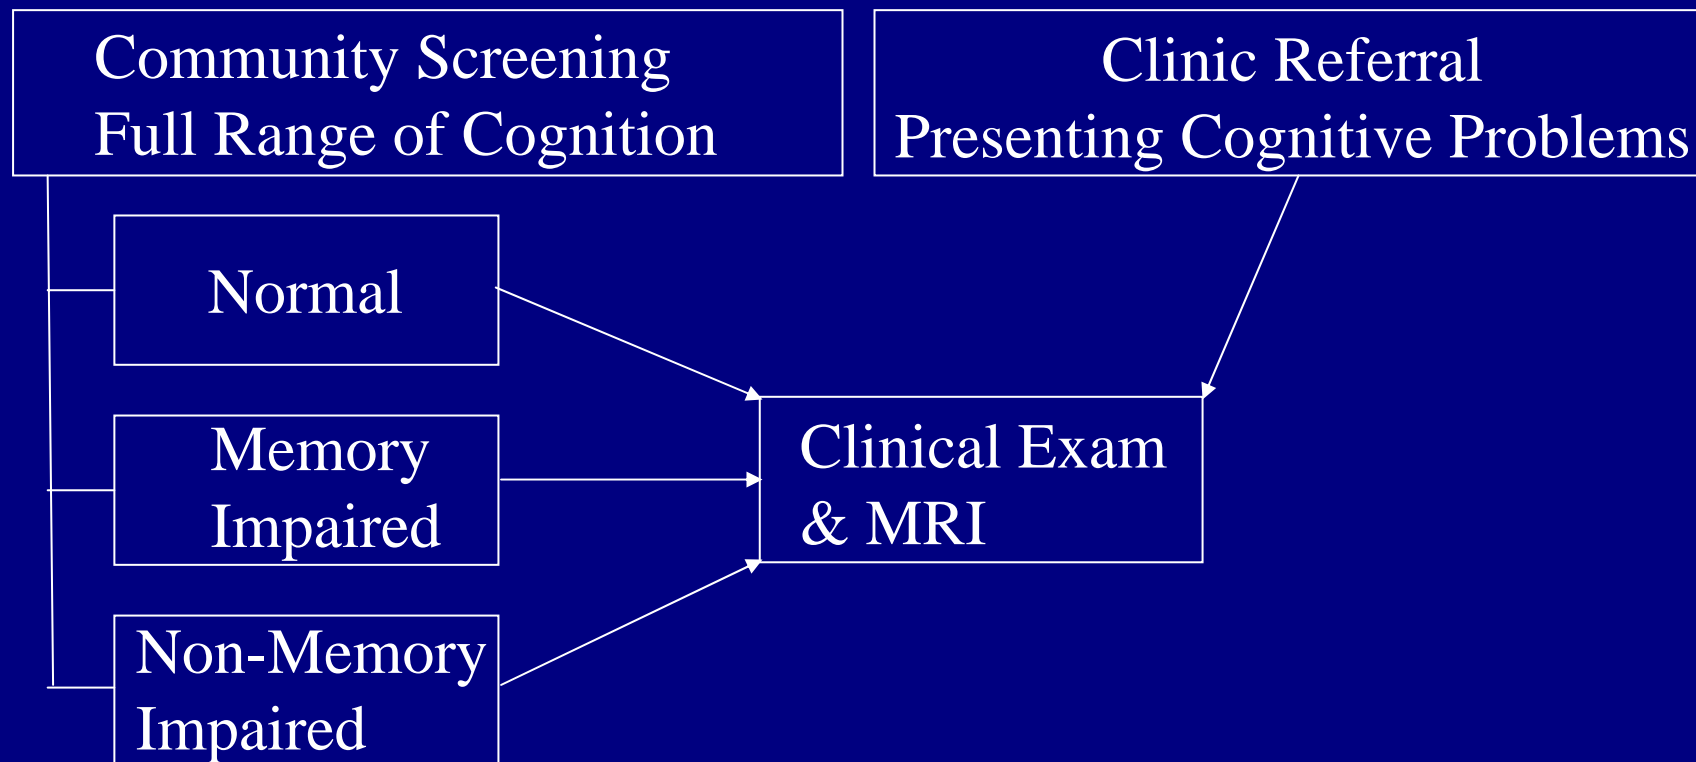 Community Screening
Full Range of Cognition
Clinic Referral
Presenting Cognitive Problems
Normal
Memory
Impaired
Non-Memory
Impaired
Clinical Exam
& MRI